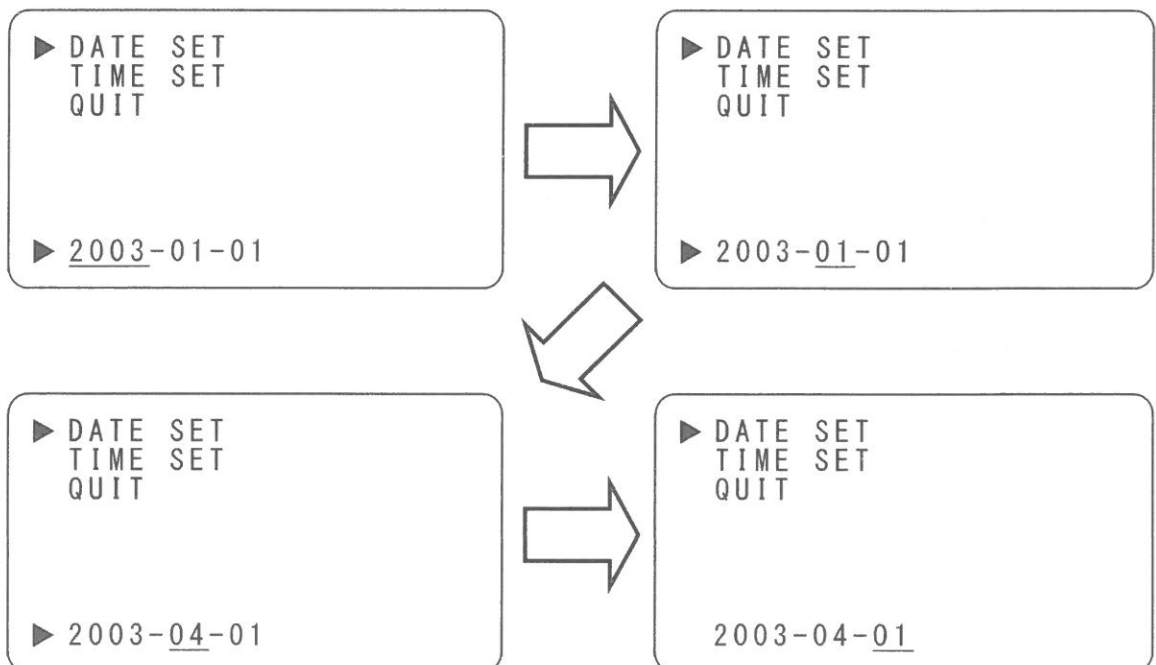 ▶ DATE SET
TIME SET
QUIT
▶ 2003-01-01
▶ DATE SET
TIME SET
QUIT
▶ 2003-01-01
▶ DATE SET
TIME SET
QUIT
▶ 2003-04-01
▶ DATE SET
TIME SET
QUIT
2003-04-01